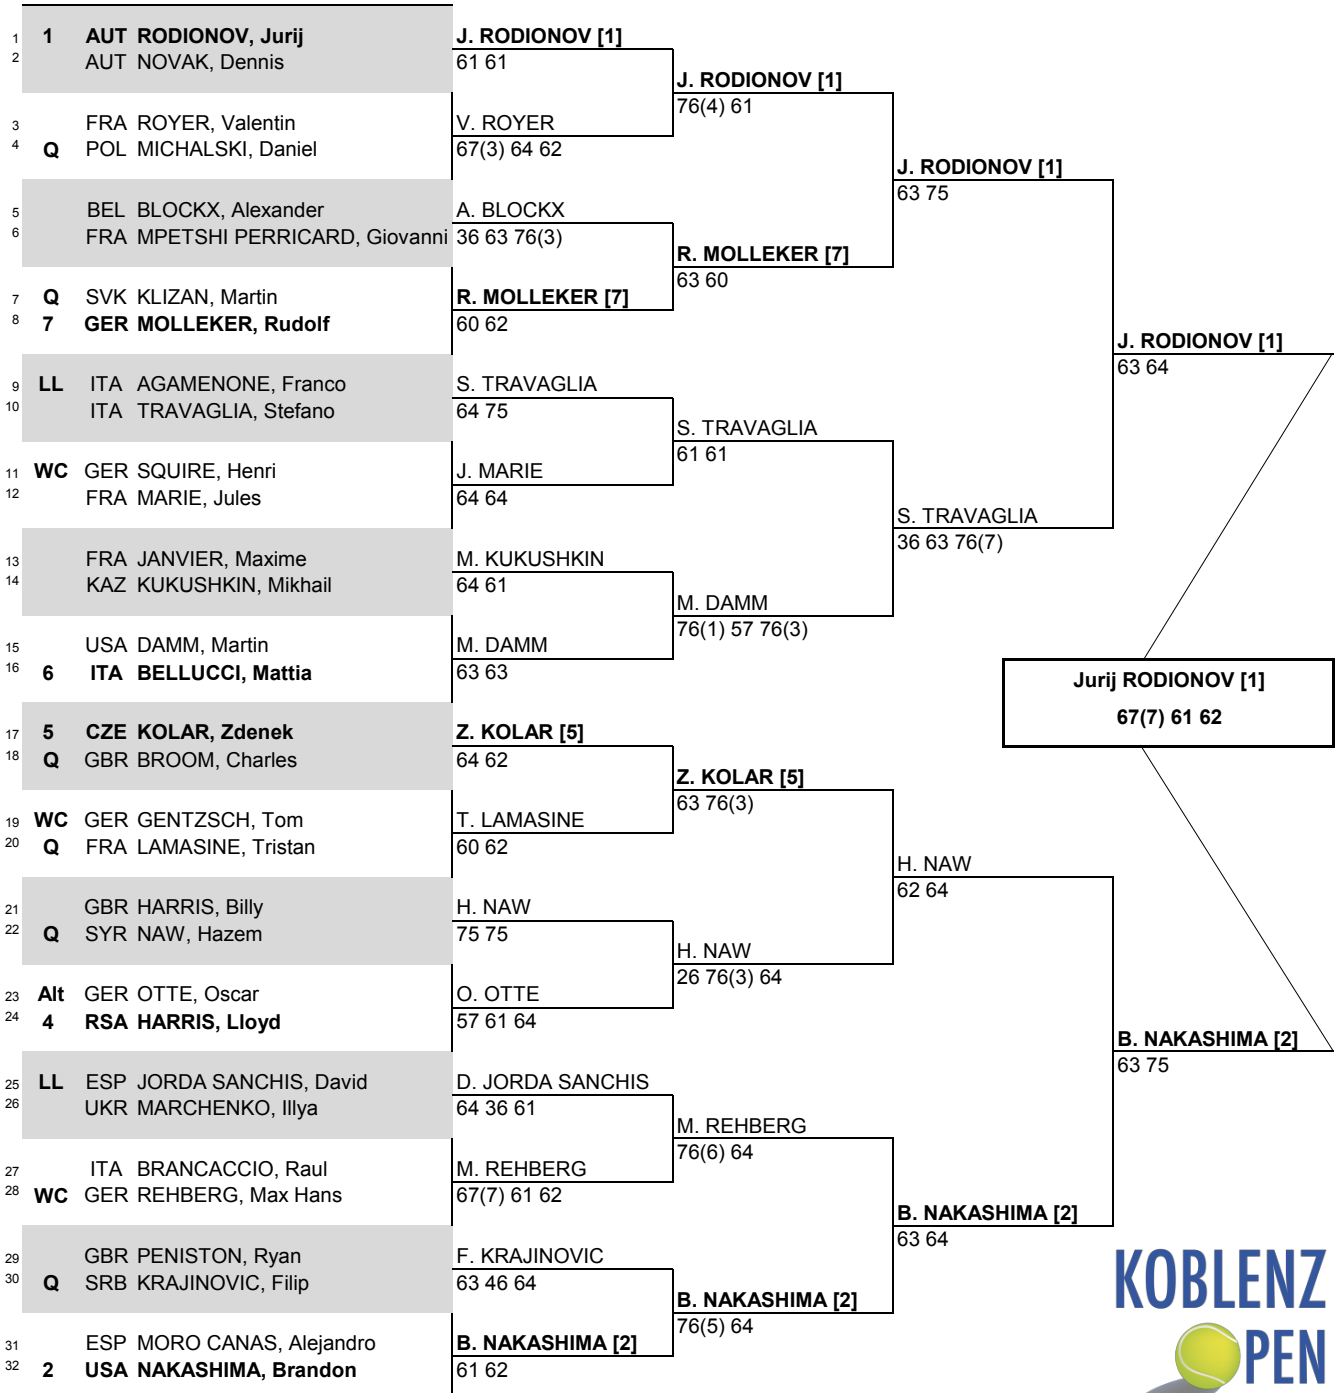 1 1 AUT RODIONOV, Jurij
2 AUT NOVAK, Dennis
3 FRA ROYER, Valentin
4 Q POL MICHALSKI, Daniel
5 BEL BLOCKX, Alexander
6 FRA MPETSHI PERRICARD, Giovanni
7 Q SVK KLIZAN, Martin
8 7 GER MOLLEKER, Rudolf
9 LL ITA AGAMENONE, Franco
10 ITA TRAVAGLIA, Stefano
11 WC GER SQUIRE, Henri
12 FRA MARIE, Jules
13 FRA JANVIER, Maxime
14 KAZ KUKUSHKIN, Mikhail
15 USA DAMM, Martin
16 6 ITA BELLUCCI, Mattia
17 5 CZE KOLAR, Zdenek
18 Q GBR BROOM, Charles
19 WC GER GENTZSCH, Tom
20 Q FRA LAMASINE, Tristan
21 GBR HARRIS, Billy
22 Q SYR NAW, Hazem
23 Alt GER OTTE, Oscar
24 4 RSA HARRIS, Lloyd
25 LL ESP JORDA SANCHIS, David
26 UKR MARCHENKO, Illya
27 ITA BRANCACCIO, Raul
28 WC GER REHBERG, Max Hans
29 GBR PENISTON, Ryan
30 Q SRB KRAJINOVIC, Filip
31 ESP MORO CANAS, Alejandro
32 2 USA NAKASHIMA, Brandon
J. RODIONOV [1]
61 61
V. ROYER
67(3) 64 62
A. BLOCKX
36 63 76(3)
R. MOLLEKER [7]
60 62
S. TRAVAGLIA
64 75
J. MARIE
64 64
M. KUKUSHKIN
64 61
M. DAMM
63 63
Z. KOLAR [5]
64 62
T. LAMASINE
60 62
H. NAW
75 75
O. OTTE
57 61 64
D. JORDA SANCHIS
64 36 61
M. REHBERG
67(7) 61 62
F. KRAJINOVIC
63 46 64
B. NAKASHIMA [2]
61 62
J. RODIONOV [1]
76(4) 61
R. MOLLEKER [7]
63 60
S. TRAVAGLIA
61 61
M. DAMM
76(1) 57 76(3)
Z. KOLAR [5]
63 76(3)
H. NAW
26 76(3) 64
M. REHBERG
76(6) 64
B. NAKASHIMA [2]
76(5) 64
J. RODIONOV [1]
63 75
S. TRAVAGLIA
36 63 76(7)
H. NAW
62 64
B. NAKASHIMA [2]
63 64
J. RODIONOV [1]
63 64
B. NAKASHIMA [2]
63 75
Jurij RODIONOV [1]
67(7) 61 62
KOBLENZ
OPEN